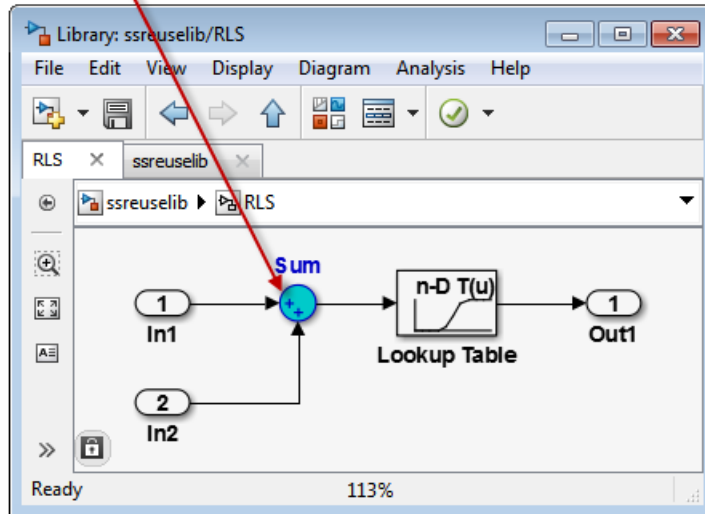 Library: ssreuselib/RLS
File Edit View Display Diagram Analysis Help
RLS ssreuselib
ssreuselib RLS
Sum
1
In1
n-D T(u)
Lookup Table
1
Out1
2
In2
Ready 113%